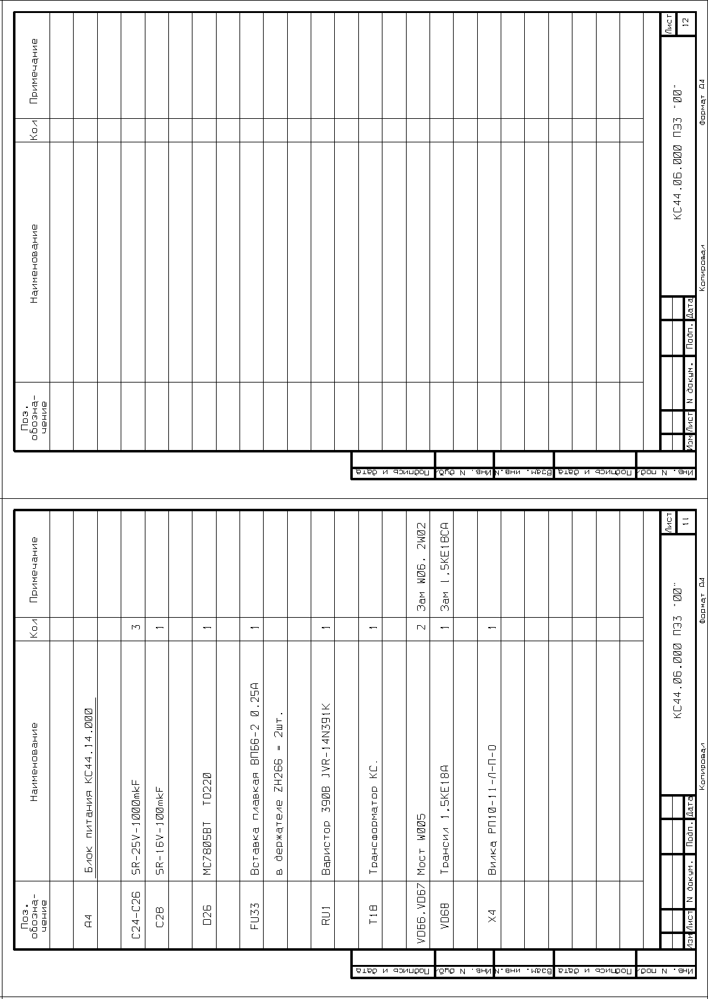 Поз.
обозна-
чение
Наименование
Кол
Примечание
A4
Блок питания КС44.14.000
C24-C26
SR-25V-1000mkF
3
C28
SR-16V-100mkF
1
D26
MC7805BT TO220
1
FU33
Вставка плавкая ВПБ6-2 0.25А
1
в держателе ZH266 = 2шт.
RU1
Варистор 390В JVR-14N391K
1
T18
Трансформатор КС.
1
VD66,VD67
Мост W005
2
Зам W06, 2W02
VD68
Трансил 1,5KE18A
1
Зам 1,5KE18CA
X4
Вилка РП10-11-Л-П-О
1
Подпись и дата
Инв. N дубл
Взам. инв. N
Подпись и дата
Инв. N подл
Изм
Лист
N докум.
Подп.
Дата
КС44.06.000 ПЭ3 "00"
Лист
11
Копировал
Формат А4
Поз.
обозна-
чение
Наименование
Кол
Примечание
Подпись и дата
Инв. N дубл
Взам. инв. N
Подпись и дата
Инв. N подл
Изм
Лист
N докум.
Подп.
Дата
КС44.06.000 ПЭ3 "00"
Лист
12
Копировал
Формат А4